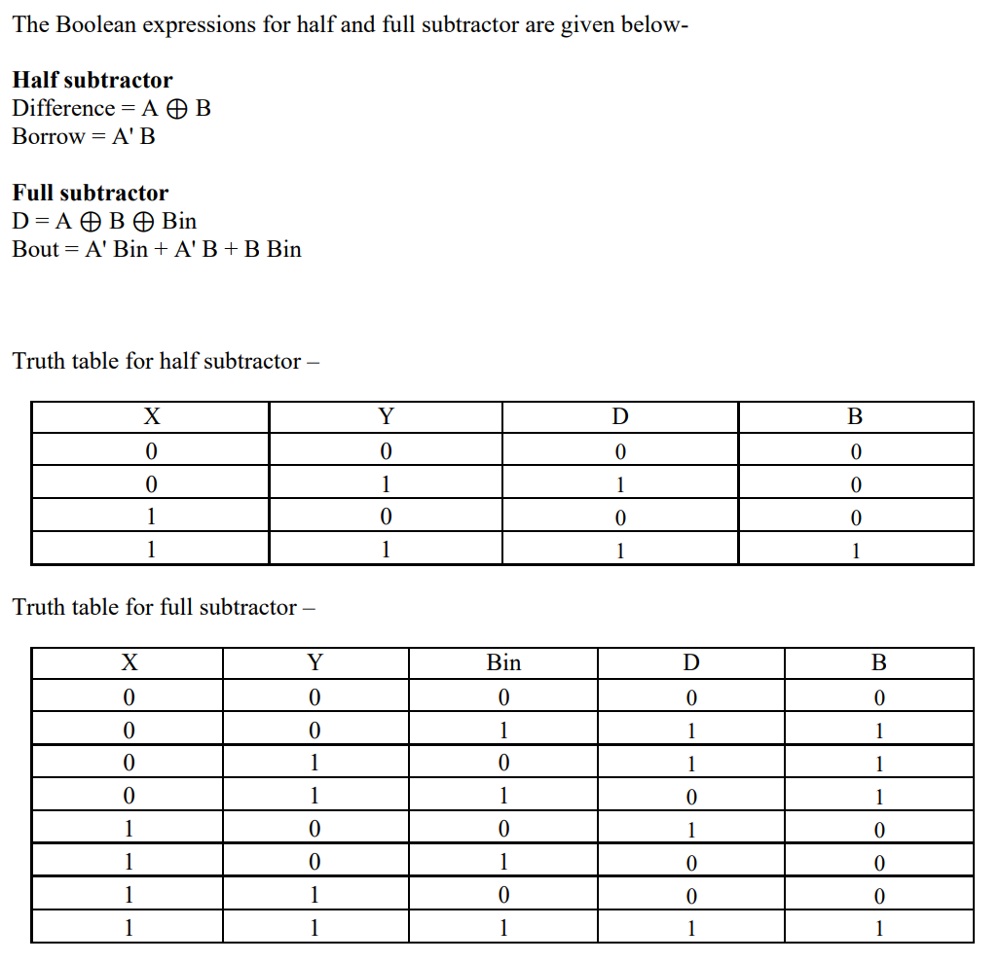 The Boolean expressions for half and full subtractor are given below-
Half subtractor
Difference = A ⊕ B
Borrow = A' B
Full subtractor
D = A ⊕ B ⊕ Bin
Bout = A' Bin + A' B + B Bin
Truth table for half subtractor –
X Y D B
0 0 0 0
0 1 1 0
1 0 0 0
1 1 1 1
Truth table for full subtractor –
X Y Bin D B
0 0 0 0 0
0 0 1 1 1
0 1 0 1 1
0 1 1 0 1
1 0 0 1 0
1 0 1 0 0
1 1 0 0 0
1 1 1 1 1